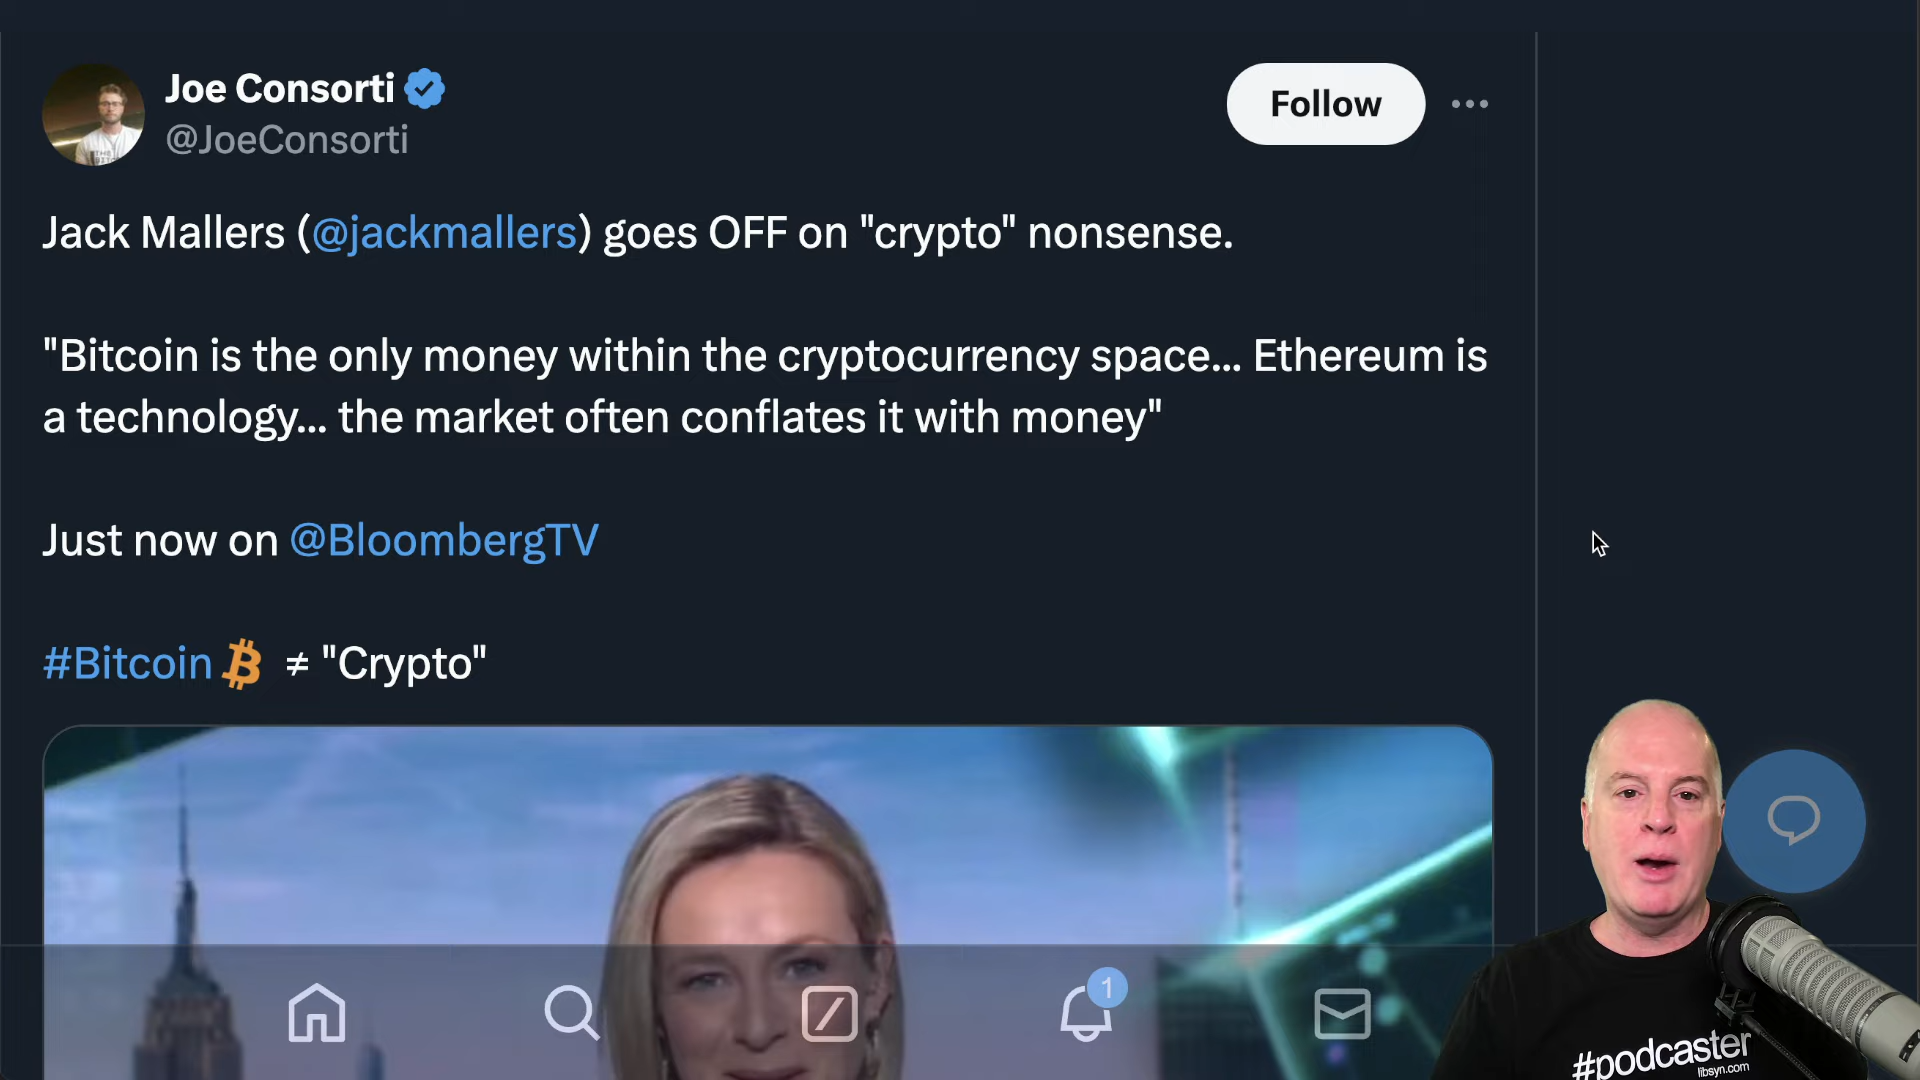 Joe Consorti
@JoeConsorti
Follow
Jack Mallers (@jackmallers) goes OFF on "crypto" nonsense.
"Bitcoin is the only money within the cryptocurrency space... Ethereum is
a technology... the market often conflates it with money"
Just now on @BloombergTV
#Bitcoin ≠ "Crypto"
1
#podcaster
libsyn.com